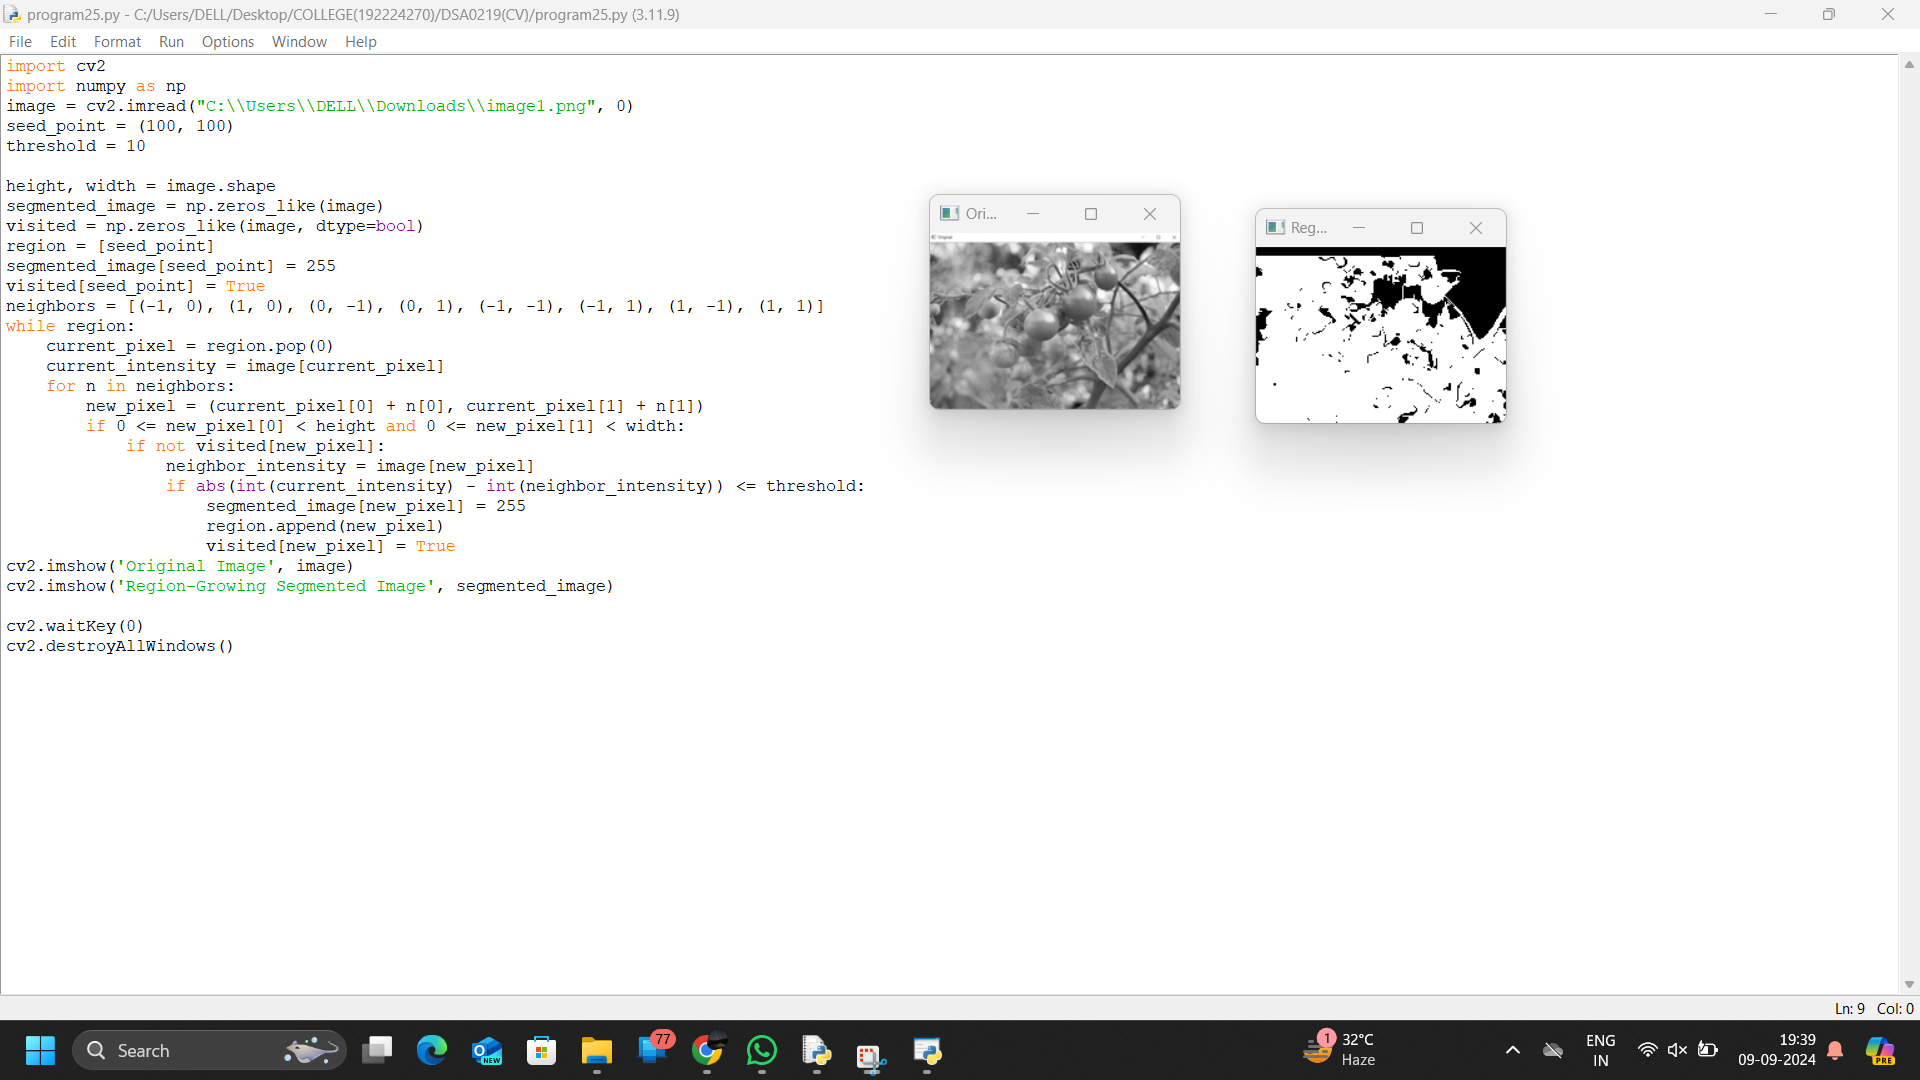 program25.py - C:/Users/DELL/Desktop/COLLEGE(192224270)/DSA0219(CV)/program25.py (3.11.9)
File Edit Format Run Options Window Help
import cv2
import numpy as np
image = cv2.imread("C:\\Users\\DELL\\Downloads\\image1.png", 0)
seed_point = (100, 100)
threshold = 10
height, width = image.shape
segmented_image = np.zeros_like(image)
visited = np.zeros_like(image, dtype=bool)
region = [seed_point]
segmented_image[seed_point] = 255
visited[seed_point] = True
neighbors = [(-1, 0), (1, 0), (0, -1), (0, 1), (-1, -1), (-1, 1), (1, -1), (1, 1)]
while region:
    current_pixel = region.pop(0)
    current_intensity = image[current_pixel]
    for n in neighbors:
        new_pixel = (current_pixel[0] + n[0], current_pixel[1] + n[1])
        if 0 <= new_pixel[0] < height and 0 <= new_pixel[1] < width:
            if not visited[new_pixel]:
                neighbor_intensity = image[new_pixel]
                if abs(int(current_intensity) - int(neighbor_intensity)) <= threshold:
                    segmented_image[new_pixel] = 255
                    region.append(new_pixel)
                    visited[new_pixel] = True
cv2.imshow('Original Image', image)
cv2.imshow('Region-Growing Segmented Image', segmented_image)
cv2.waitKey(0)
cv2.destroyAllWindows()
Ori...
Reg...
Ln: 9 Col: 0
Search
NEW
77
1
32°C
Haze
ENG
IN
19:39
09-09-2024
PRE